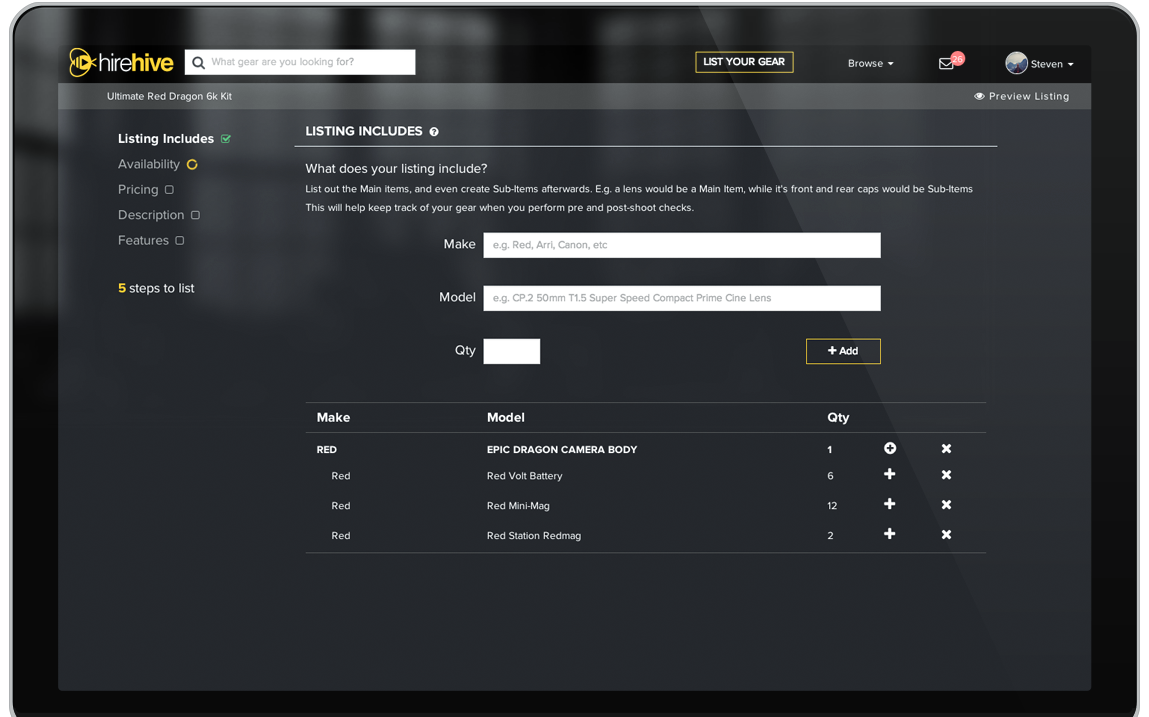 hirehive What gear are you looking for? LIST YOUR GEAR Browse 26 Steven
Ultimate Red Dragon 6k Kit Preview Listing
Listing Includes
Availability
Pricing
Description
Features
5 steps to list
LISTING INCLUDES ?
What does your listing include?
List out the Main items, and even create Sub-Items afterwards. E.g. a lens would be a Main Item, while it's front and rear caps would be Sub-Items
This will help keep track of your gear when you perform pre and post-shoot checks.
Make e.g. Red, Arri, Canon, etc
Model e.g. CP.2 50mm T1.5 Super Speed Compact Prime Cine Lens
Qty + Add
Make Model Qty
RED EPIC DRAGON CAMERA BODY 1
Red Red Volt Battery 6
Red Red Mini-Mag 12
Red Red Station Redmag 2